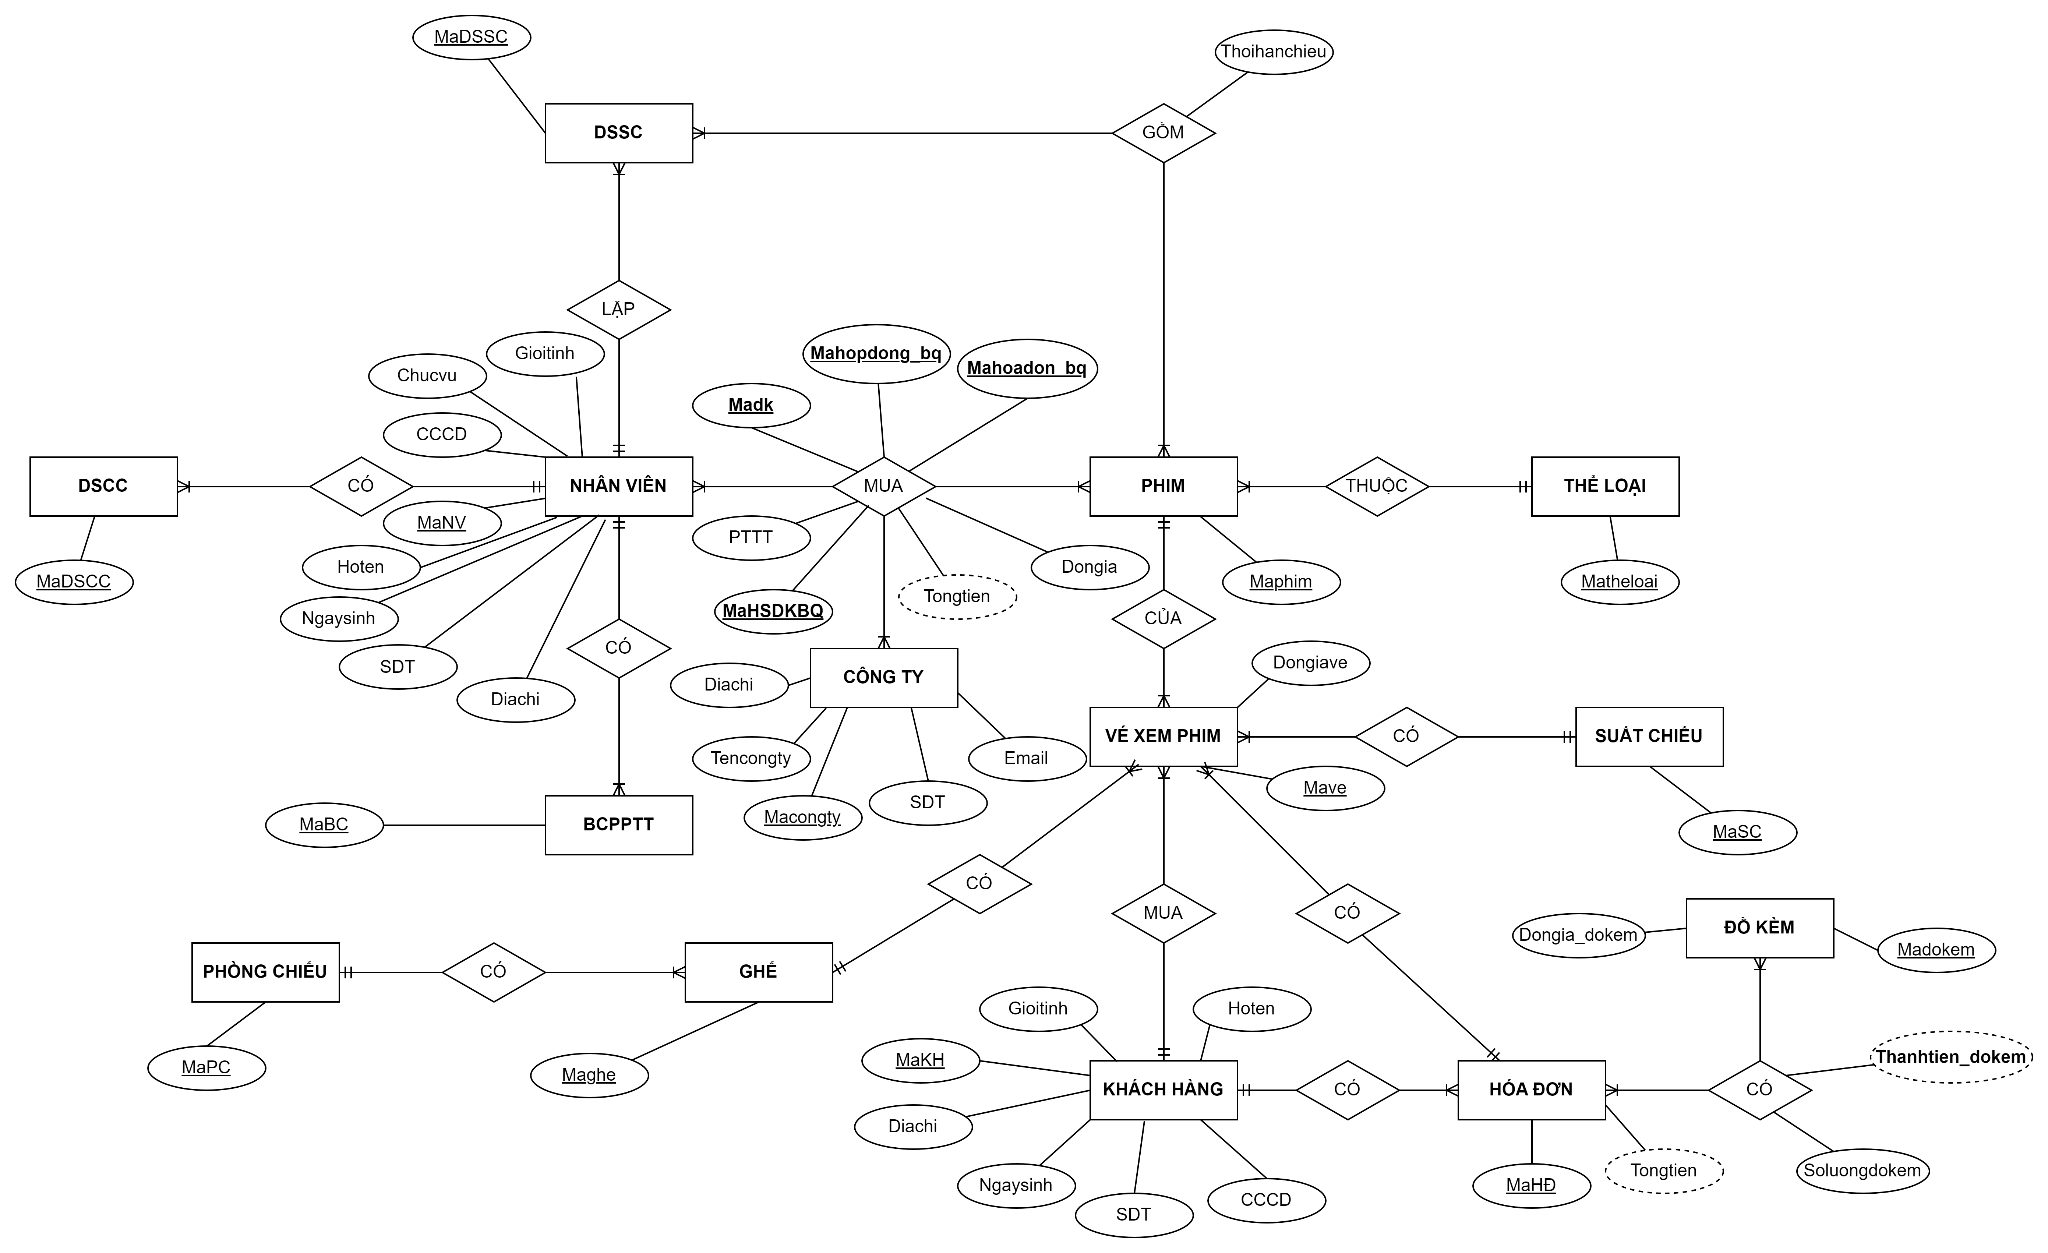 MaDSSC
Thoihanchieu
DSSC
GỒM
LẬP
Gioitinh
Chucvu
CCCD
Mahopdong_bq
Mahoadon_bq
Madk
DSCC
CÓ
NHÂN VIÊN
MUA
PHIM
THUỘC
THỂ LOẠI
MaNV
PTTT
Hoten
Dongia
MaDSCC
Maphim
Matheloai
Tongtien
MaHSDKBQ
Ngaysinh
CỦA
CÓ
SDT
Diachi
Dongiave
Diachi
CÔNG TY
VÉ XEM PHIM
CÓ
SUẤT CHIẾU
Tencongty
Email
Mave
SDT
Macongty
MaBC
BCPPTT
MaSC
CÓ
MUA
CÓ
Dongia_dokem
ĐỒ KÈM
Madokem
PHÒNG CHIẾU
CÓ
GHẾ
Gioitinh
Hoten
MaPC
Maghe
MaKH
KHÁCH HÀNG
CÓ
HÓA ĐƠN
CÓ
Thanhtien_dokem
Diachi
Ngaysinh
SDT
CCCD
MaHĐ
Tongtien
Soluongdokem